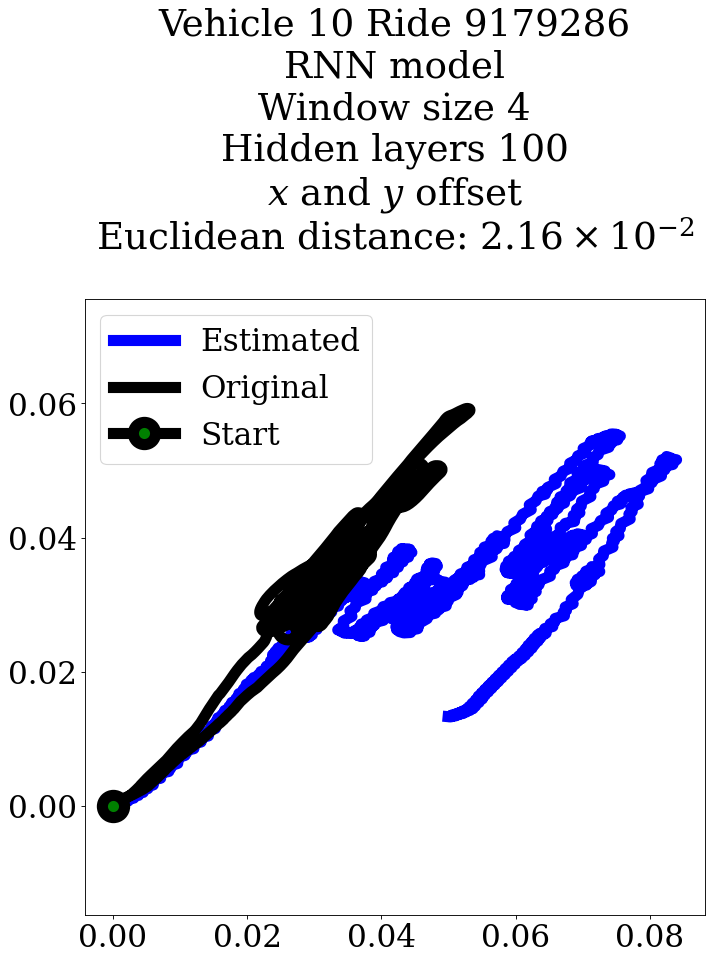 Vehicle 10 Ride 9179286
RNN model
Window size 4
Hidden layers 100
x and y offset
Euclidean distance: 2.16 × 10⁻²
Estimated
Original
Start
0.06
0.04
0.02
0.00
0.00 0.02 0.04 0.06 0.08